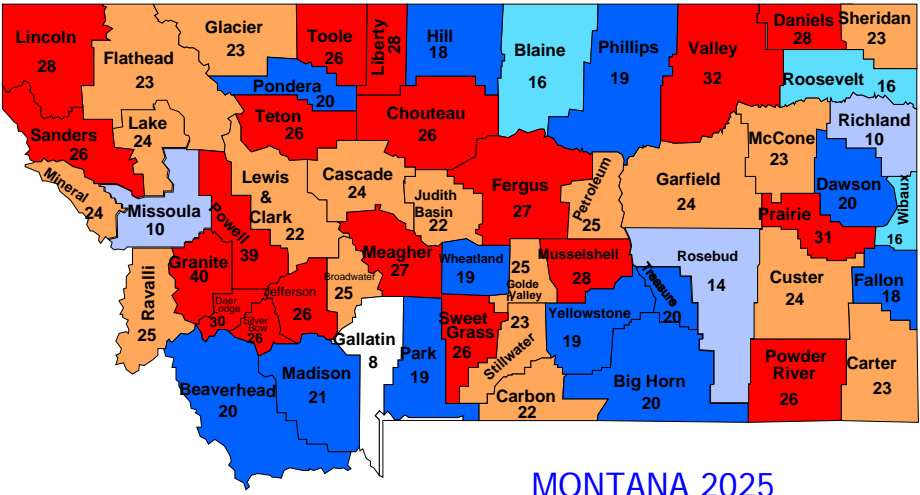 Lincoln
28
Flathead
23
Glacier
23
Toole
26
Liberty
28
Hill
18
Blaine
16
Phillips
19
Valley
32
Daniels
28
Sheridan
23
Pondera
20
Roosevelt 16
Sanders
26
Lake
24
Teton
26
Chouteau
26
Richland
10
McCone
23
Mineral
24
Missoula
10
Powell
39
Lewis
&
Clark
22
Cascade
24
Judith
Basin
22
Fergus
27
Petroleum
25
Garfield
24
Dawson
20
Wibaux
16
Prairie
31
Granite
40
Meagher
27
Wheatland
19
25
Golde
Valley
Musselshell
28
Rosebud
14
Treasure
20
Custer
24
Fallon
18
Ravalli
25
Deer
Lodge
30
Silver
Bow
26
Jefferson
26
Broadwater
25
Gallatin
8
Park
19
Sweet
Grass
26
23
Stillwater
Yellowstone
19
Beaverhead
20
Madison
21
Carbon
22
Big Horn
20
Powder
River
26
Carter
23
MONTANA 2025